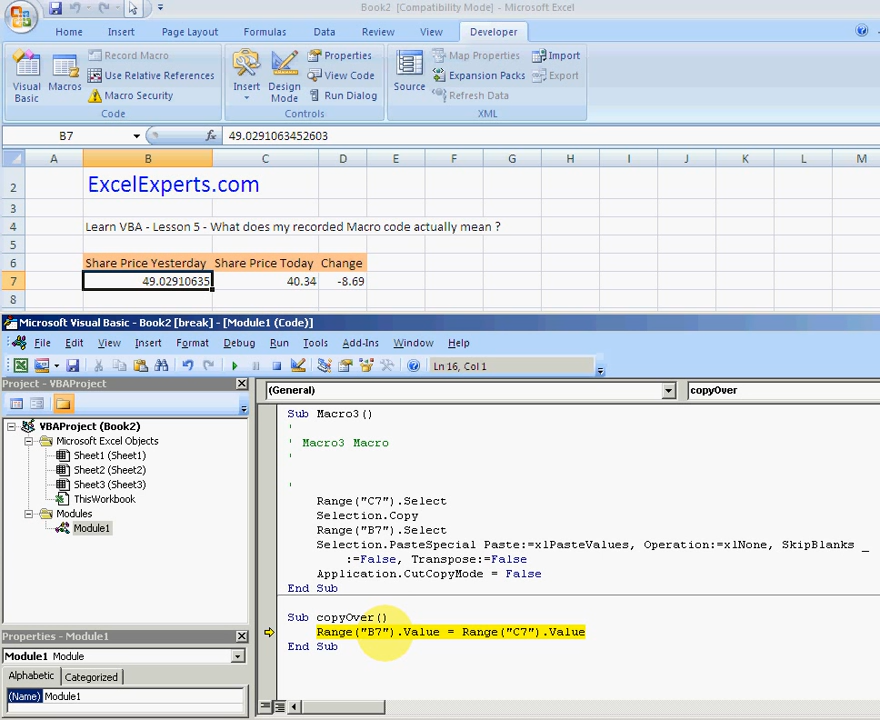 Book2 [Compatibility Mode] - Microsoft Excel
Home Insert Page Layout Formulas Data Review View Developer
Record Macro Properties Map Properties Import
Use Relative References View Code Expansion Packs Export
Visual Basic Macros Macro Security Insert Design Mode Run Dialog Source Refresh Data
Code Controls XML
B7 fx 49.0291063452603
A B C D E F G H I J K L M
2 ExcelExperts.com
3
4 Learn VBA - Lesson 5 - What does my recorded Macro code actually mean ?
5
6 Share Price Yesterday Share Price Today Change
7 49.02910635 40.34 -8.69
8
Microsoft Visual Basic - Book2 [break] - [Module1 (Code)]
File Edit View Insert Format Debug Run Tools Add-Ins Window Help
Ln 16, Col 1
Project - VBAProject
(General) copyOver
VBAProject (Book2)
Microsoft Excel Objects
Sheet1 (Sheet1)
Sheet2 (Sheet2)
Sheet3 (Sheet3)
ThisWorkbook
Modules
Module1
Properties - Module1
Module1 Module
Alphabetic Categorized
(Name) Module1
Sub Macro3()
'
' Macro3 Macro
'
'
Range("C7").Select
Selection.Copy
Range("B7").Select
Selection.PasteSpecial Paste:=xlPasteValues, Operation:=xlNone, SkipBlanks _
:=False, Transpose:=False
Application.CutCopyMode = False
End Sub
Sub copyOver()
Range("B7").Value = Range("C7").Value
End Sub